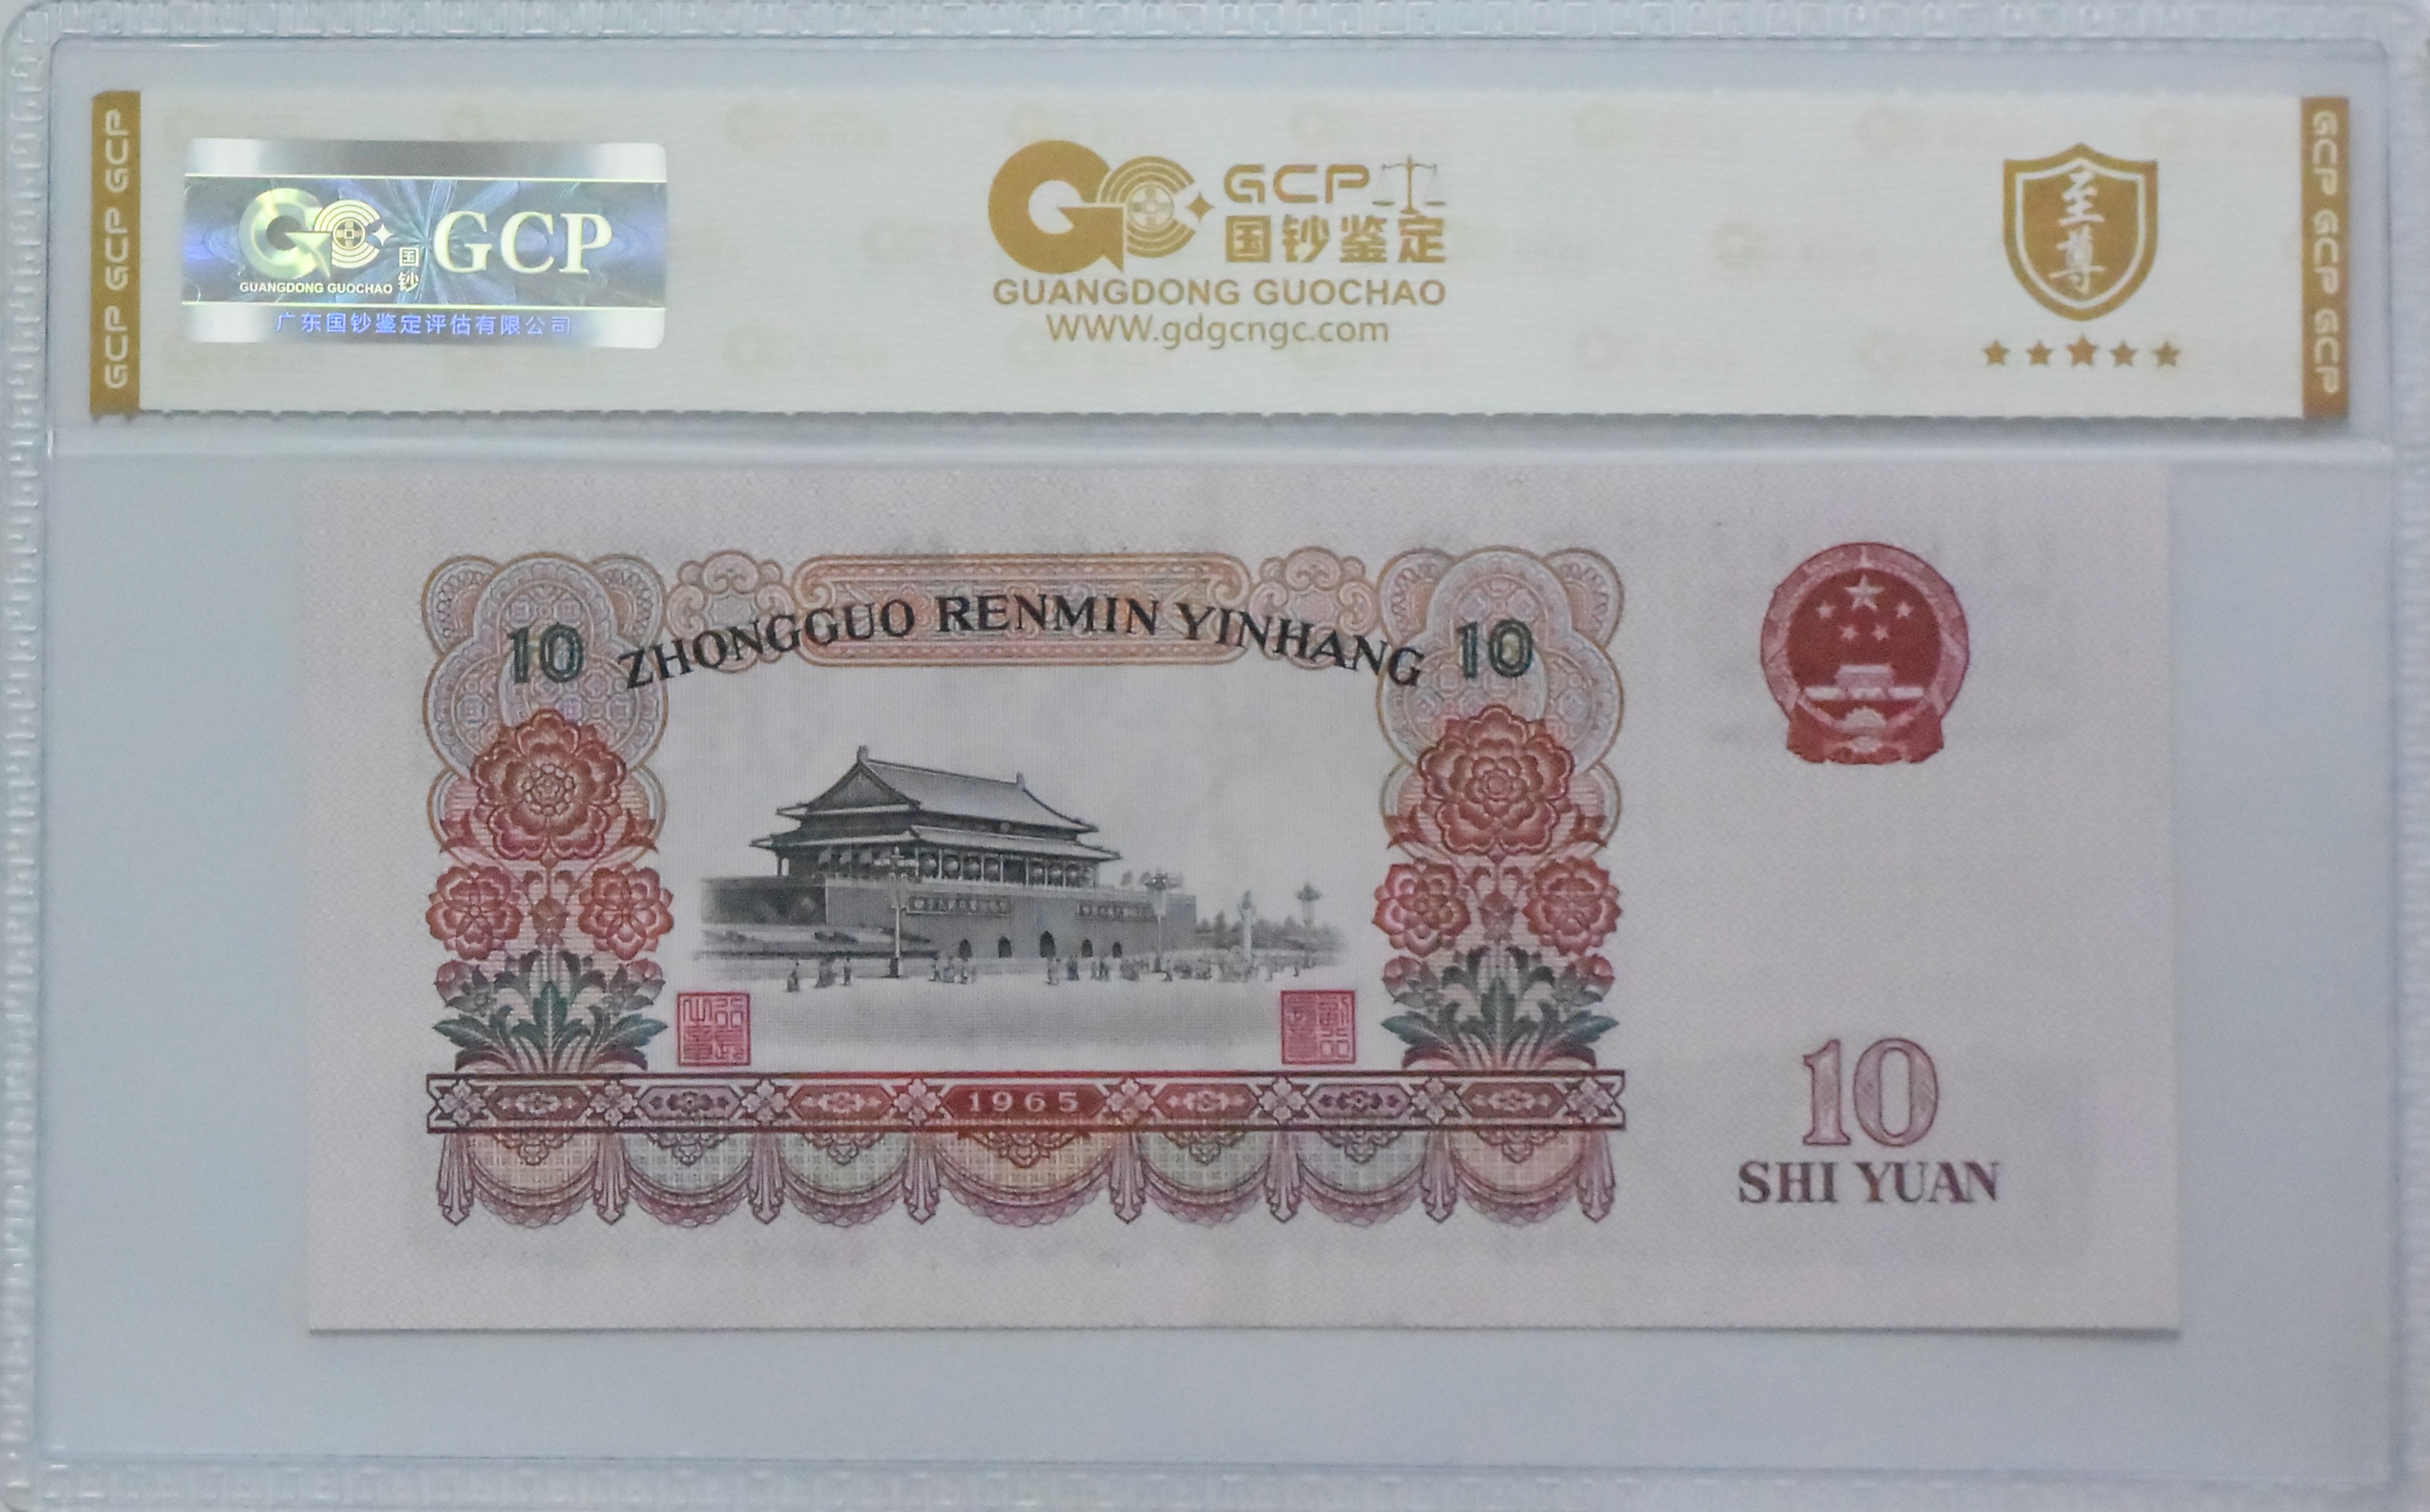 GCP GCP GCP
GCP
国钞
GUANGDONG GUOCHAO
广东国钞鉴定评估有限公司
GCP
国钞鉴定
GUANGDONG GUOCHAO
WWW.gdgcngc.com
至尊
GCP GCP GCP
10 ZHONGGUO RENMIN YINHANG 10
1965
10
SHI YUAN